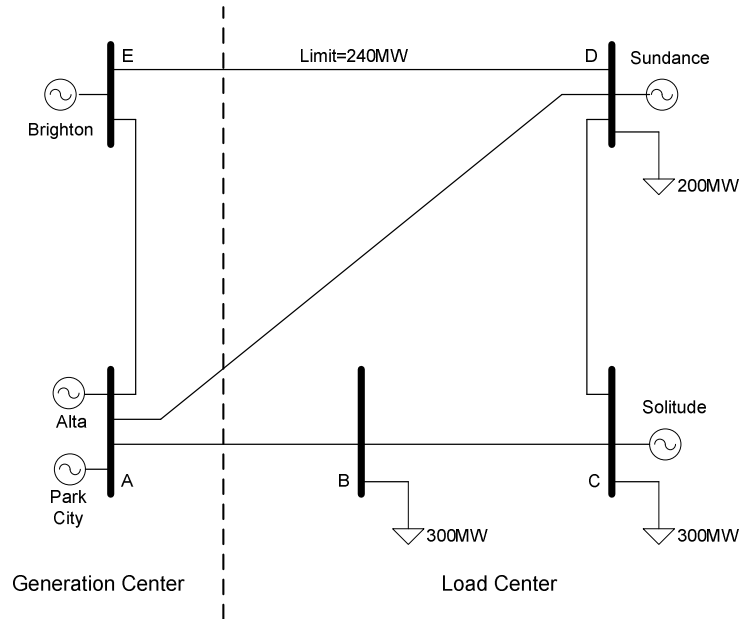 E
Limit=240MW
D
Sundance
Brighton
200MW
Alta
Solitude
Park
City
A
B
C
300MW
300MW
Generation Center
Load Center